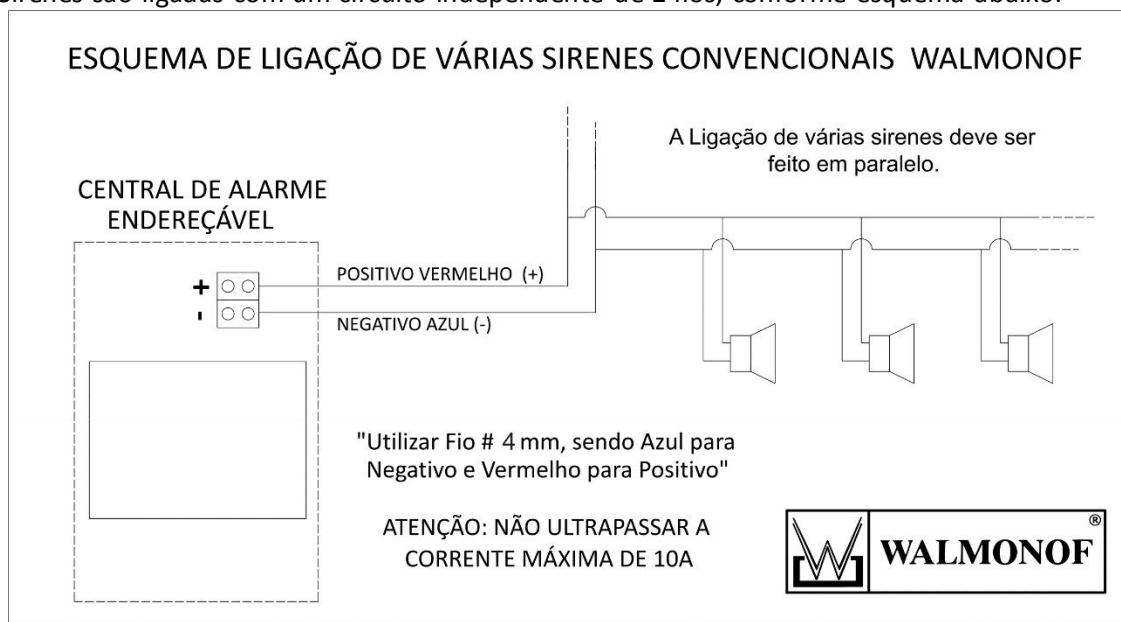 Sirenes são ligadas com um circuito independente de 2 fios, conforme esquema abaixo:
ESQUEMA DE LIGAÇÃO DE VÁRIAS SIRENES CONVENCIONAIS WALMONOF
A Ligação de várias sirenes deve ser
feito em paralelo.
CENTRAL DE ALARME
ENDEREÇÁVEL
+
-
POSITIVO VERMELHO (+)
NEGATIVO AZUL (-)
"Utilizar Fio # 4 mm, sendo Azul para
Negativo e Vermelho para Positivo"
ATENÇÃO: NÃO ULTRAPASSAR A
CORRENTE MÁXIMA DE 10A
WALMONOF®